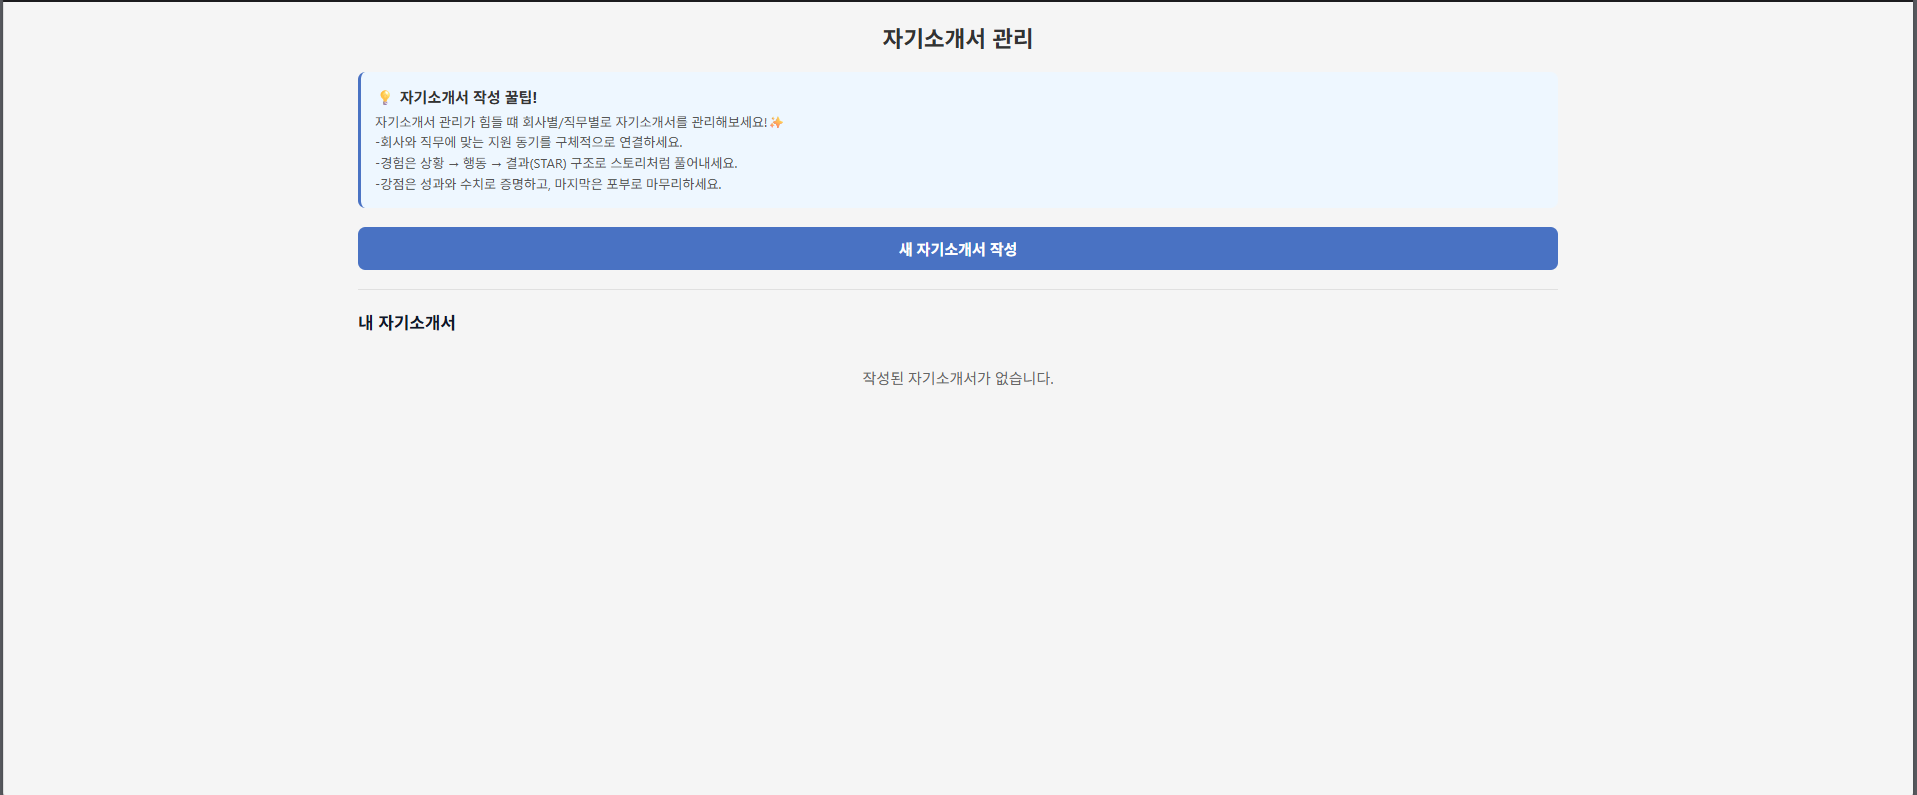 자기소개서 관리
💡 자기소개서 작성 꿀팁!
자기소개서 관리가 힘들 떄 회사별/직무별로 자기소개서를 관리해보세요!✨
-회사와 직무에 맞는 지원 동기를 구체적으로 연결하세요.
-경험은 상황 → 행동 → 결과(STAR) 구조로 스토리처럼 풀어내세요.
-강점은 성과와 수치로 증명하고, 마지막은 포부로 마무리하세요.
새 자기소개서 작성
내 자기소개서
작성된 자기소개서가 없습니다.